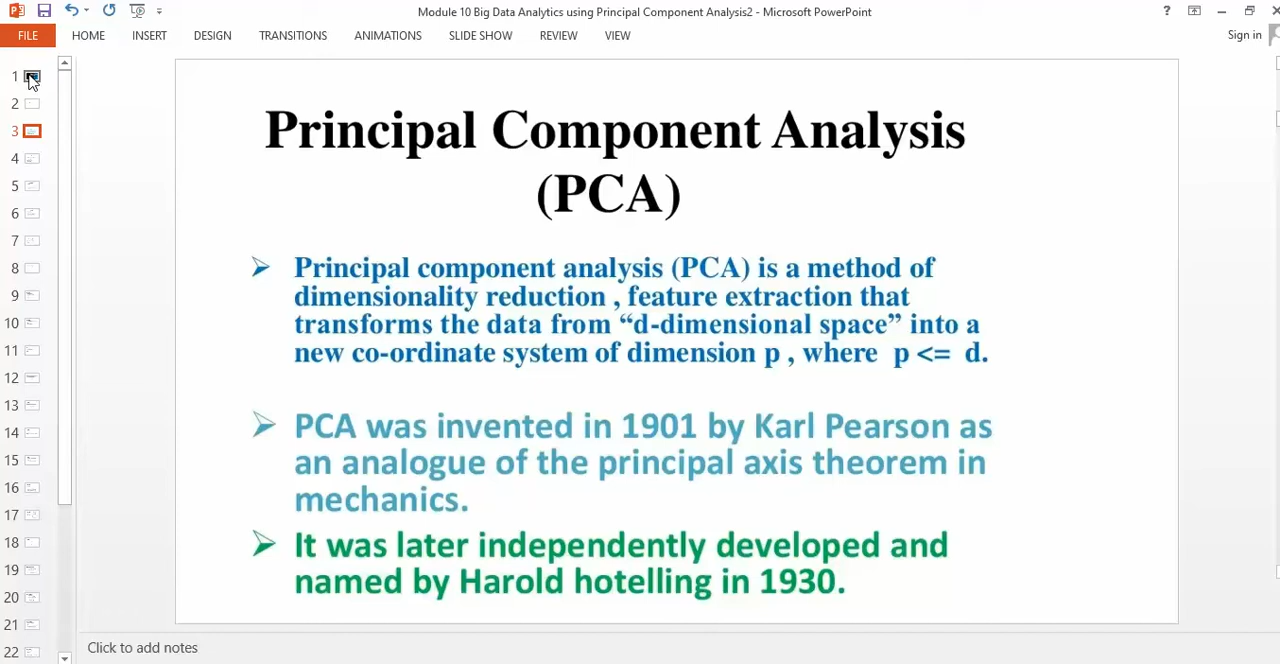 Module 10 Big Data Analytics using Principal Component Analysis2 - Microsoft PowerPoint
?
FILE HOME INSERT DESIGN TRANSITIONS ANIMATIONS SLIDE SHOW REVIEW VIEW Sign in
1
2
3
4
5
6
7
8
9
10
11
12
13
14
15
16
17
18
19
20
21
22
Principal Component Analysis
(PCA)
➢ Principal component analysis (PCA) is a method of
dimensionality reduction , feature extraction that
transforms the data from “d-dimensional space” into a
new co-ordinate system of dimension p , where p <= d.
➢ PCA was invented in 1901 by Karl Pearson as
an analogue of the principal axis theorem in
mechanics.
➢ It was later independently developed and
named by Harold hotelling in 1930.
Click to add notes